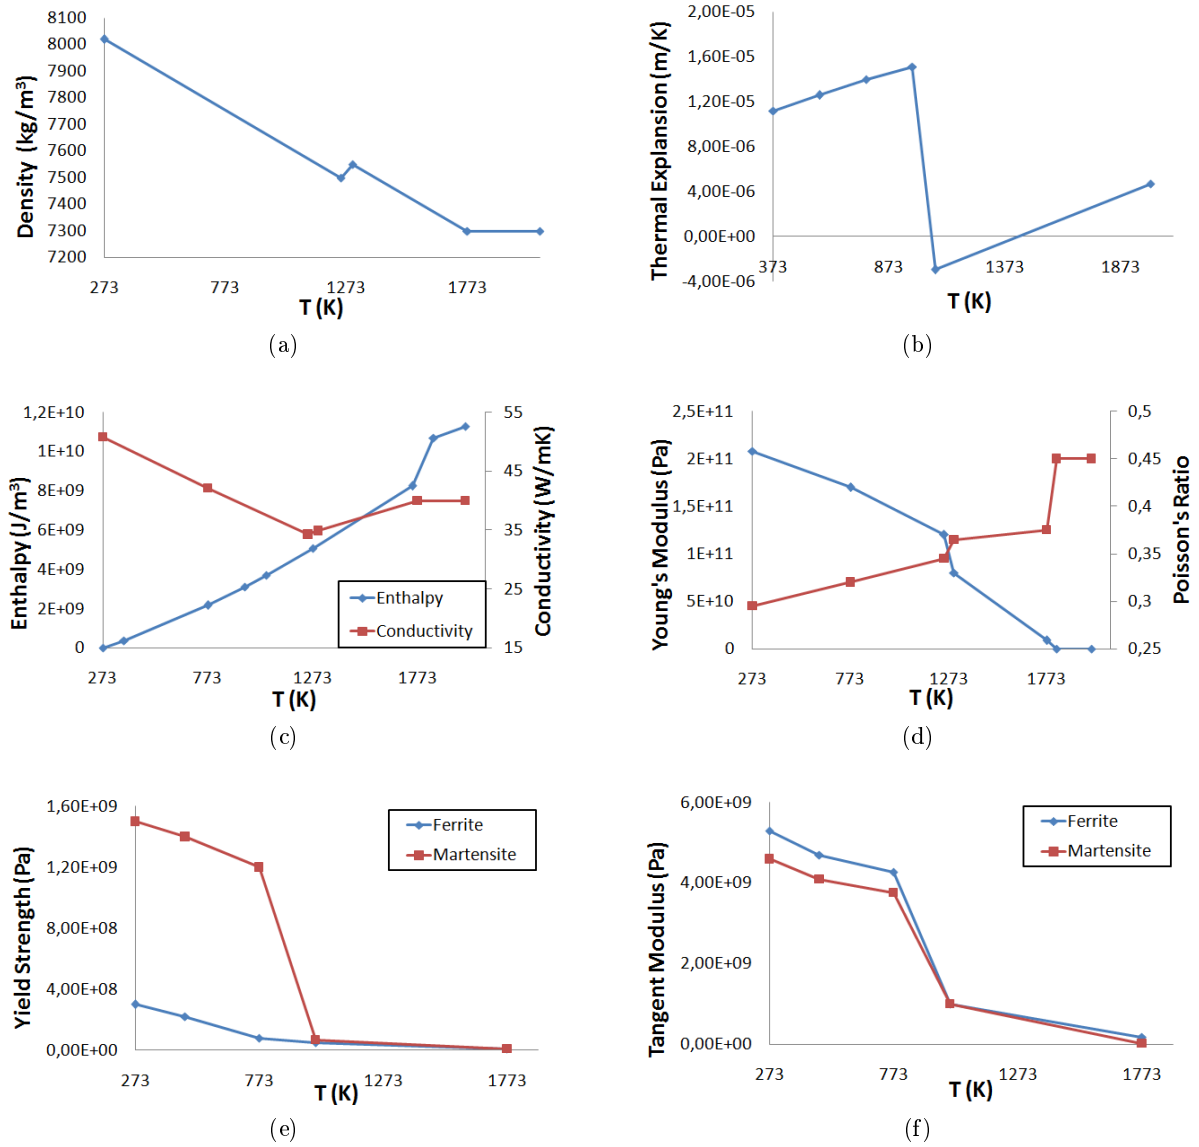 8100
8000
7900
7800
7700
7600
7500
7400
7300
7200
Density (kg/m³)
273 773 1273 1773
T (K)
(a)
2,00E-05
1,60E-05
1,20E-05
8,00E-06
4,00E-06
0,00E+00
-4,00E-06
Thermal Explansion (m/K)
373 873 1373 1873
T (K)
(b)
1,2E+10
1E+10
8E+09
6E+09
4E+09
2E+09
0
Enthalpy (J/m³)
55
45
35
25
15
Conductivity (W/mK)
Enthalpy
Conductivity
273 773 1273 1773
T (K)
(c)
2,5E+11
2E+11
1,5E+11
1E+11
5E+10
0
Young's Modulus (Pa)
0,5
0,45
0,4
0,35
0,3
0,25
Poisson's Ratio
273 773 1273 1773
T (K)
(d)
1,60E+09
1,20E+09
8,00E+08
4,00E+08
0,00E+00
Yield Strength (Pa)
Ferrite
Martensite
273 773 1273 1773
T (K)
(e)
6,00E+09
4,00E+09
2,00E+09
0,00E+00
Tangent Modulus (Pa)
Ferrite
Martensite
273 773 1273 1773
T (K)
(f)